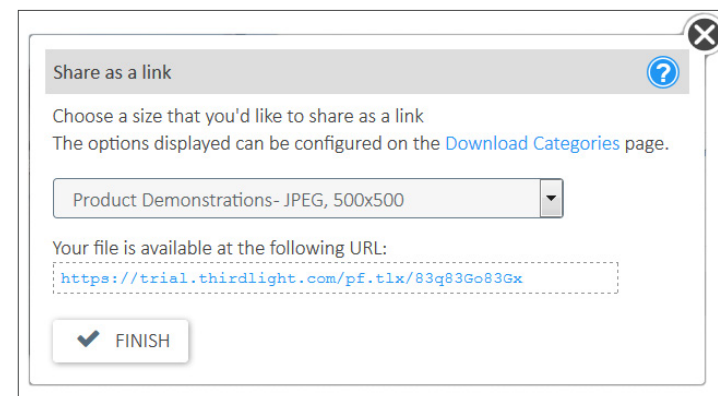 Share as a link
?
Choose a size that you'd like to share as a link
The options displayed can be configured on the Download Categories page.
Product Demonstrations- JPEG, 500x500
Your file is available at the following URL:
https://trial.thirdlight.com/pf.tlx/83q83Go83Gx
FINISH